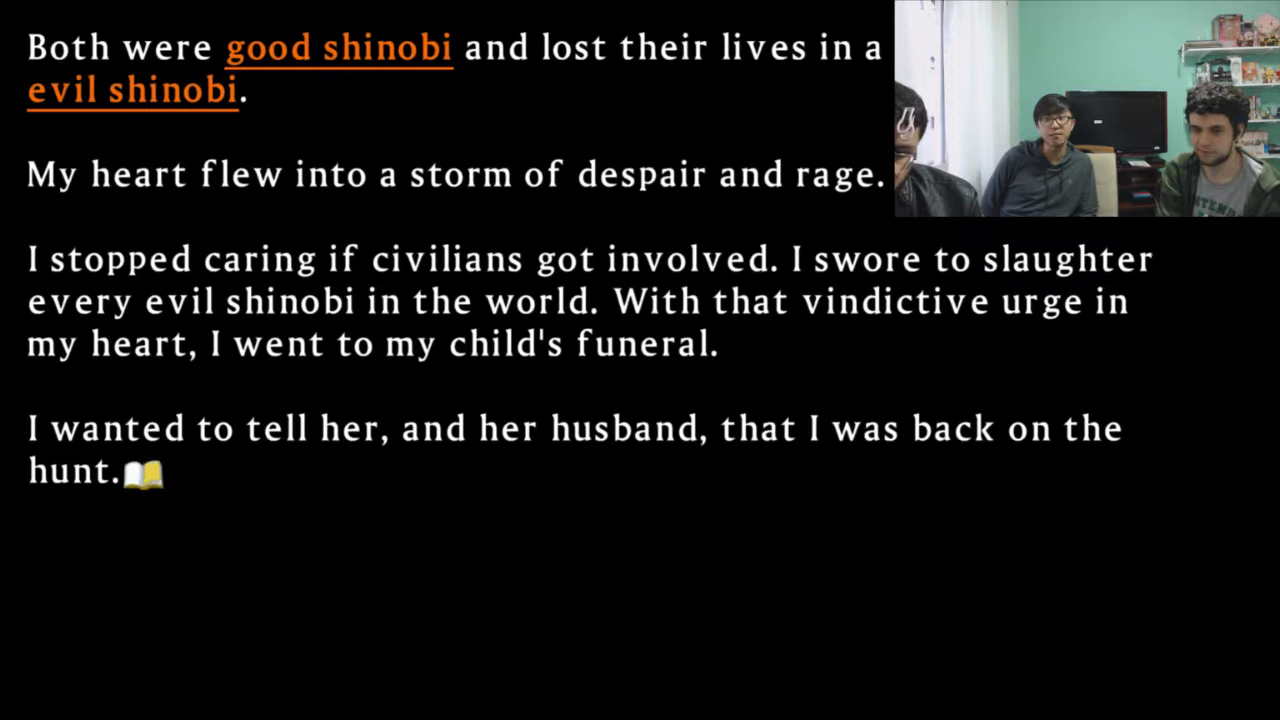 Both were good shinobi and lost their lives in a
evil shinobi.
My heart flew into a storm of despair and rage.
I stopped caring if civilians got involved. I swore to slaughter
every evil shinobi in the world. With that vindictive urge in
my heart, I went to my child's funeral.
I wanted to tell her, and her husband, that I was back on the
hunt.